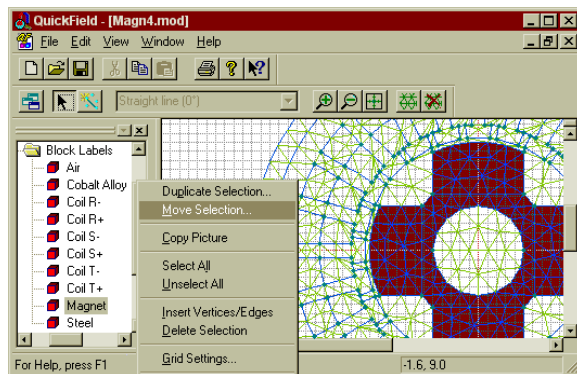 QuickField - [Magn4.mod]
File Edit View Window Help
Straight line (0°)
Block Labels
Air
Cobalt Alloy
Coil R-
Coil R+
Coil S-
Coil S+
Coil T-
Coil T+
Magnet
Steel
Duplicate Selection...
Move Selection...
Copy Picture
Select All
Unselect All
Insert Vertices/Edges
Delete Selection
Grid Settings...
For Help, press F1
-1.6, 9.0